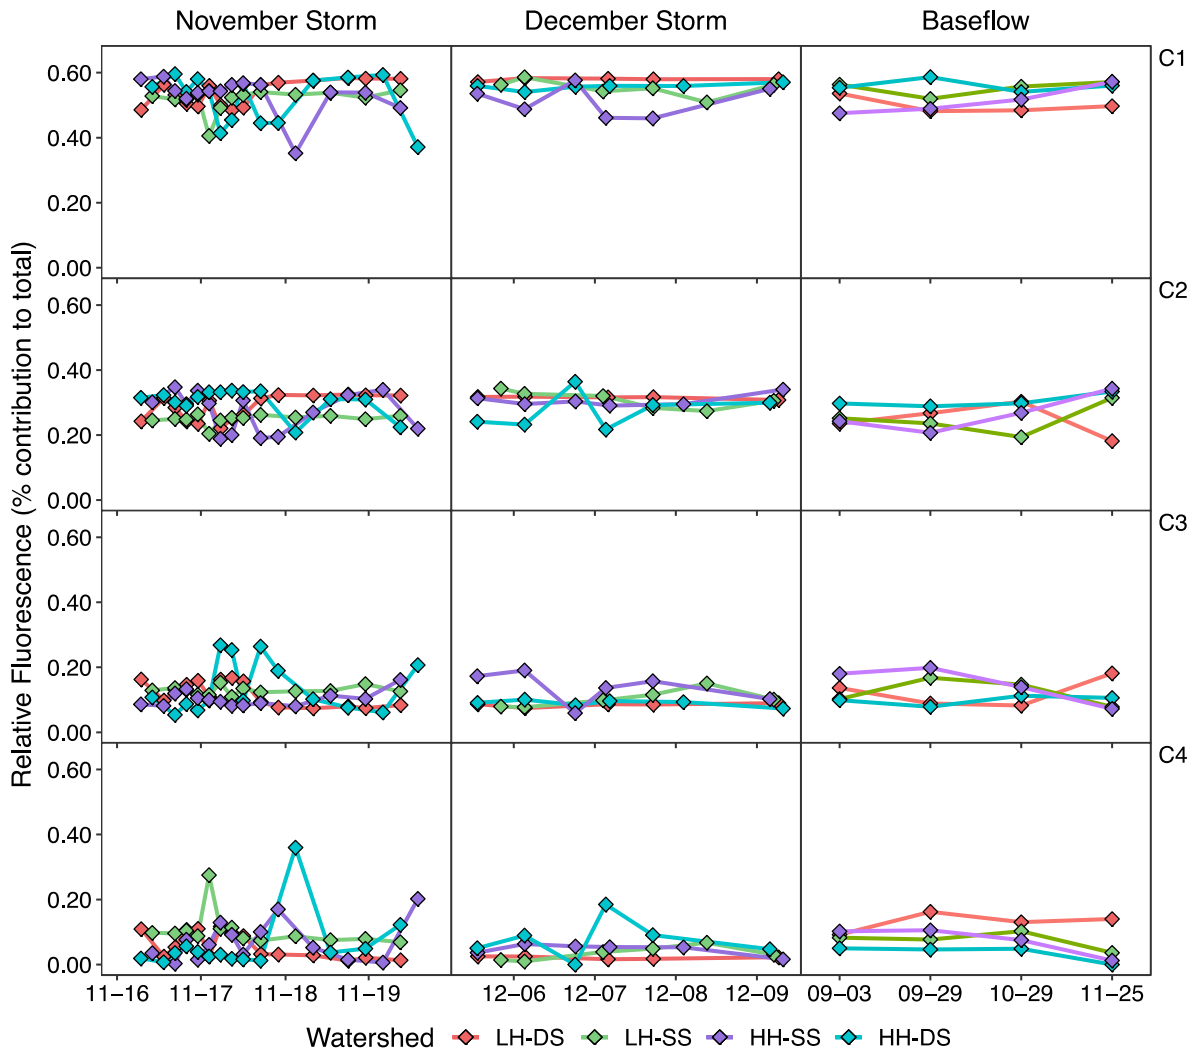 November Storm December Storm Baseflow
Relative Fluorescence (% contribution to total)
0.60
0.40
0.20
0.00
C1
0.60
0.40
0.20
0.00
C2
0.60
0.40
0.20
0.00
C3
0.60
0.40
0.20
0.00
C4
11−16 11−17 11−18 11−19 12−06 12−07 12−08 12−09 09−03 09−29 10−29 11−25
Watershed LH-DS LH-SS HH-SS HH-DS